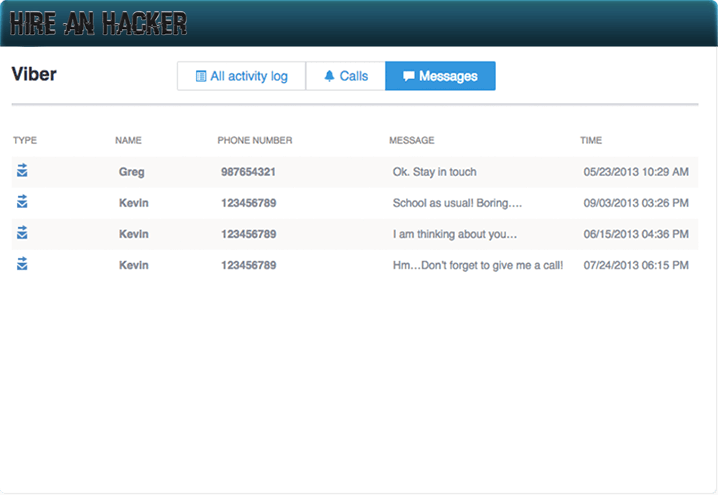 HIRE AN HACKER
Viber
All activity log Calls Messages
TYPE NAME PHONE NUMBER MESSAGE TIME
Greg 987654321 Ok. Stay in touch 05/23/2013 10:29 AM
Kevin 123456789 School as usual! Boring.... 09/03/2013 03:26 PM
Kevin 123456789 I am thinking about you... 06/15/2013 04:36 PM
Kevin 123456789 Hm...Don't forget to give me a call! 07/24/2013 06:15 PM